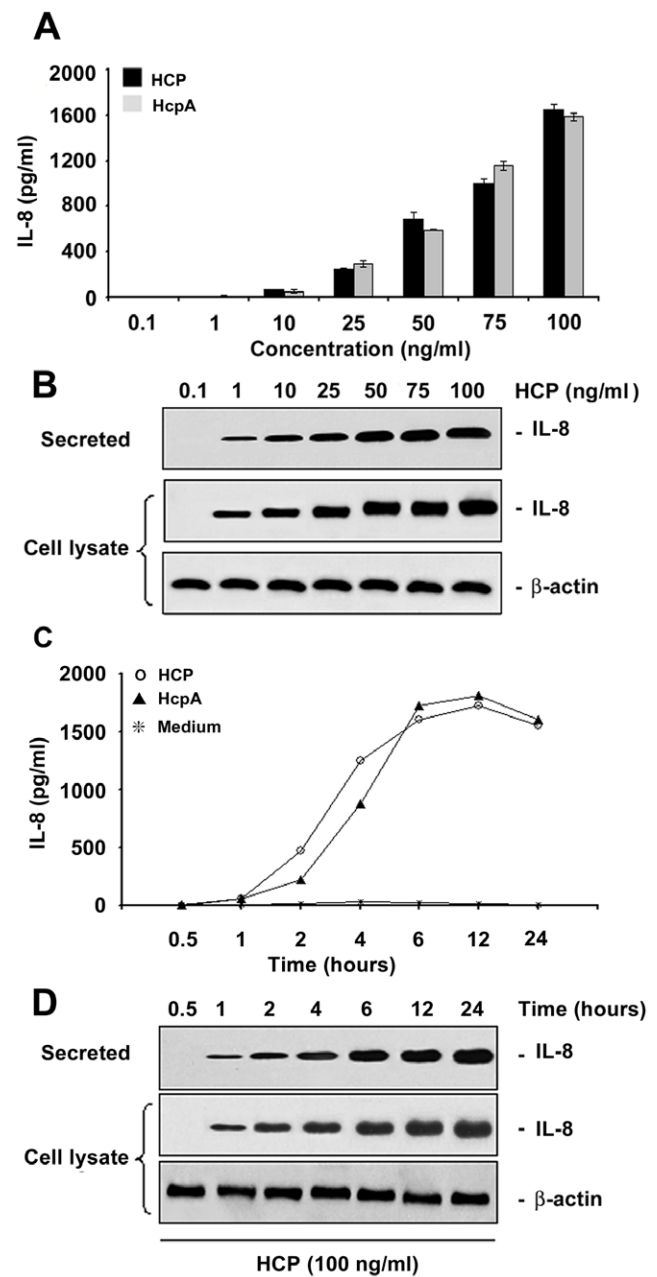 A
2000
1600
1200
800
400
0
IL-8 (pg/ml)
HCP
HcpA
0.1 1 10 25 50 75 100
Concentration (ng/ml)
B
0.1 1 10 25 50 75 100 HCP (ng/ml)
Secreted - IL-8
- IL-8
Cell lysate
- β-actin
C
2000
1500
1000
500
0
IL-8 (pg/ml)
HCP
HcpA
Medium
0.5 1 2 4 6 12 24
Time (hours)
D
0.5 1 2 4 6 12 24 Time (hours)
Secreted - IL-8
- IL-8
Cell lysate
- β-actin
HCP (100 ng/ml)